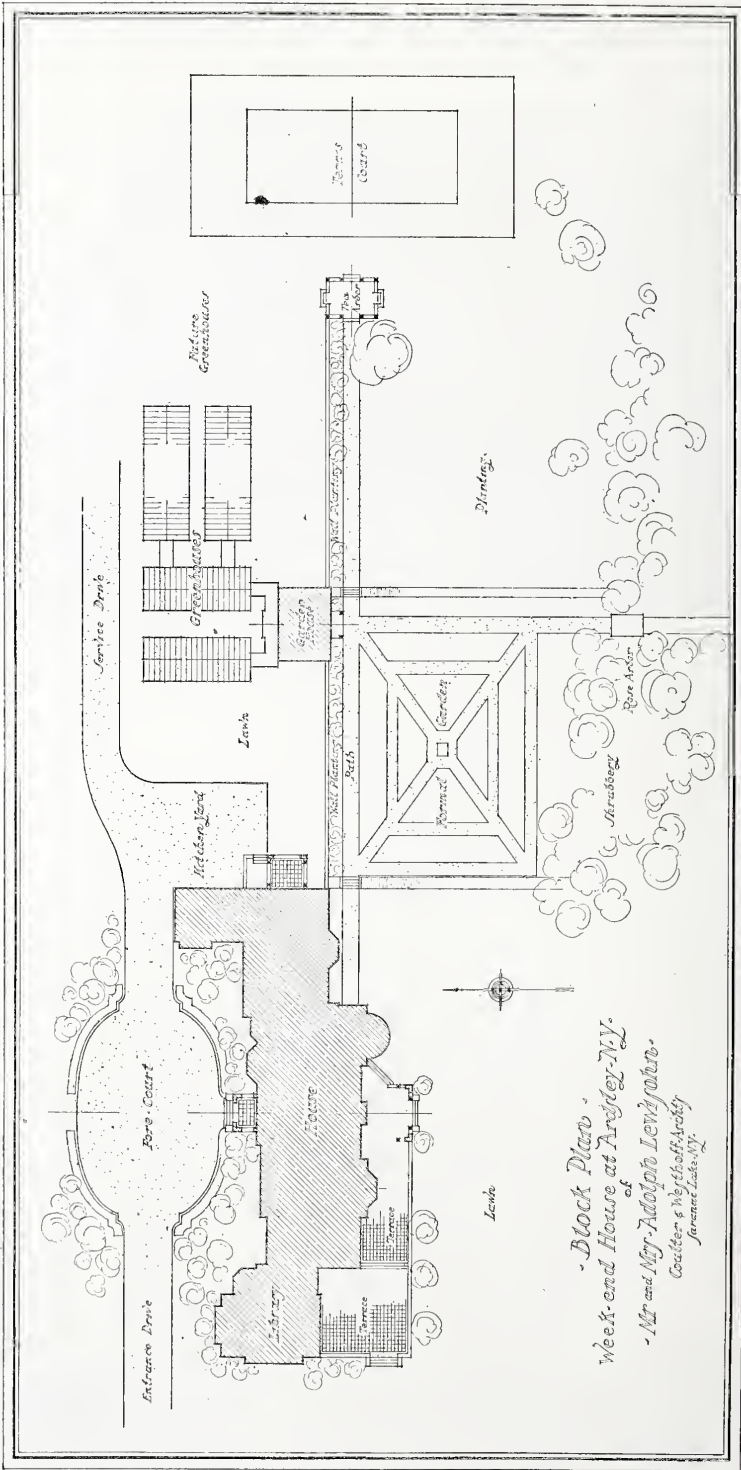 Entrance Drive
Fore-Court
Service Drive
Kitchen Yard
Lawn
Greenhouses
Future
Greenhouses
Tennis
Court
Library
House
Terrace
Terrace
Garden
House
Wall Planting
Path
Wall Planting
Tea
Arbor
Formal
Garden
Planting.
Shrubbery
Rose Arbor
Lawn
· Block Plan ·
Week-end House at Ardsley-N.Y.
of
· Mr and Mrs Adolph Lewisohn ·
Coulter & Westhoff-Archts
Saranac Lake-N.Y.